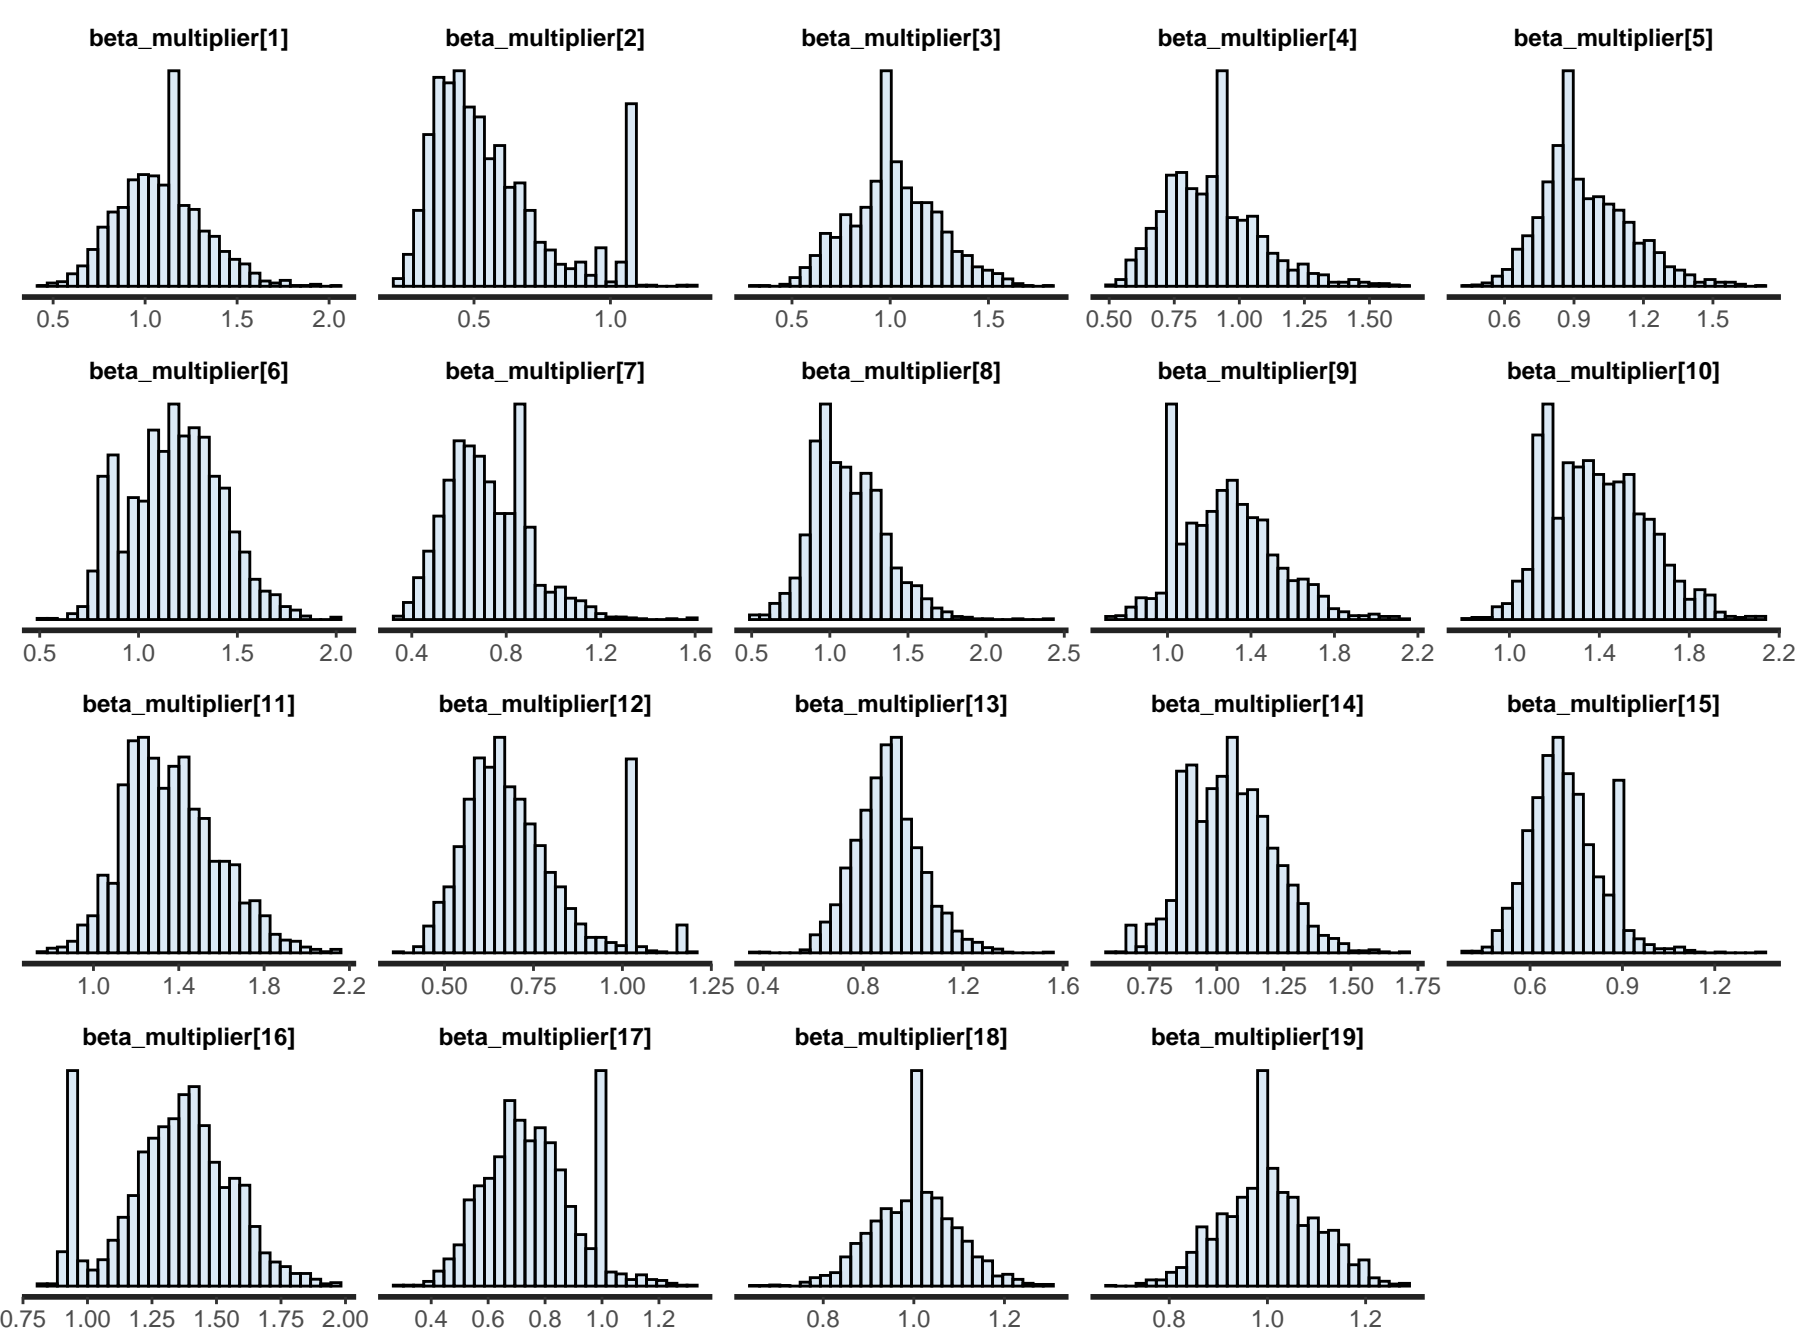 beta_multiplier[1] beta_multiplier[2] beta_multiplier[3] beta_multiplier[4] beta_multiplier[5]
0.5 1.0 1.5 2.0 0.5 1.0 0.5 1.0 1.5 0.50 0.75 1.00 1.25 1.50 0.6 0.9 1.2 1.5
beta_multiplier[6] beta_multiplier[7] beta_multiplier[8] beta_multiplier[9] beta_multiplier[10]
0.5 1.0 1.5 2.0 0.4 0.8 1.2 1.6 0.5 1.0 1.5 2.0 2.5 1.0 1.4 1.8 2.2 1.0 1.4 1.8 2.2
beta_multiplier[11] beta_multiplier[12] beta_multiplier[13] beta_multiplier[14] beta_multiplier[15]
1.0 1.4 1.8 2.2 0.50 0.75 1.00 1.25 0.4 0.8 1.2 1.6 0.75 1.00 1.25 1.50 1.75 0.6 0.9 1.2
beta_multiplier[16] beta_multiplier[17] beta_multiplier[18] beta_multiplier[19]
0.75 1.00 1.25 1.50 1.75 2.00 0.4 0.6 0.8 1.0 1.2 0.8 1.0 1.2 0.8 1.0 1.2